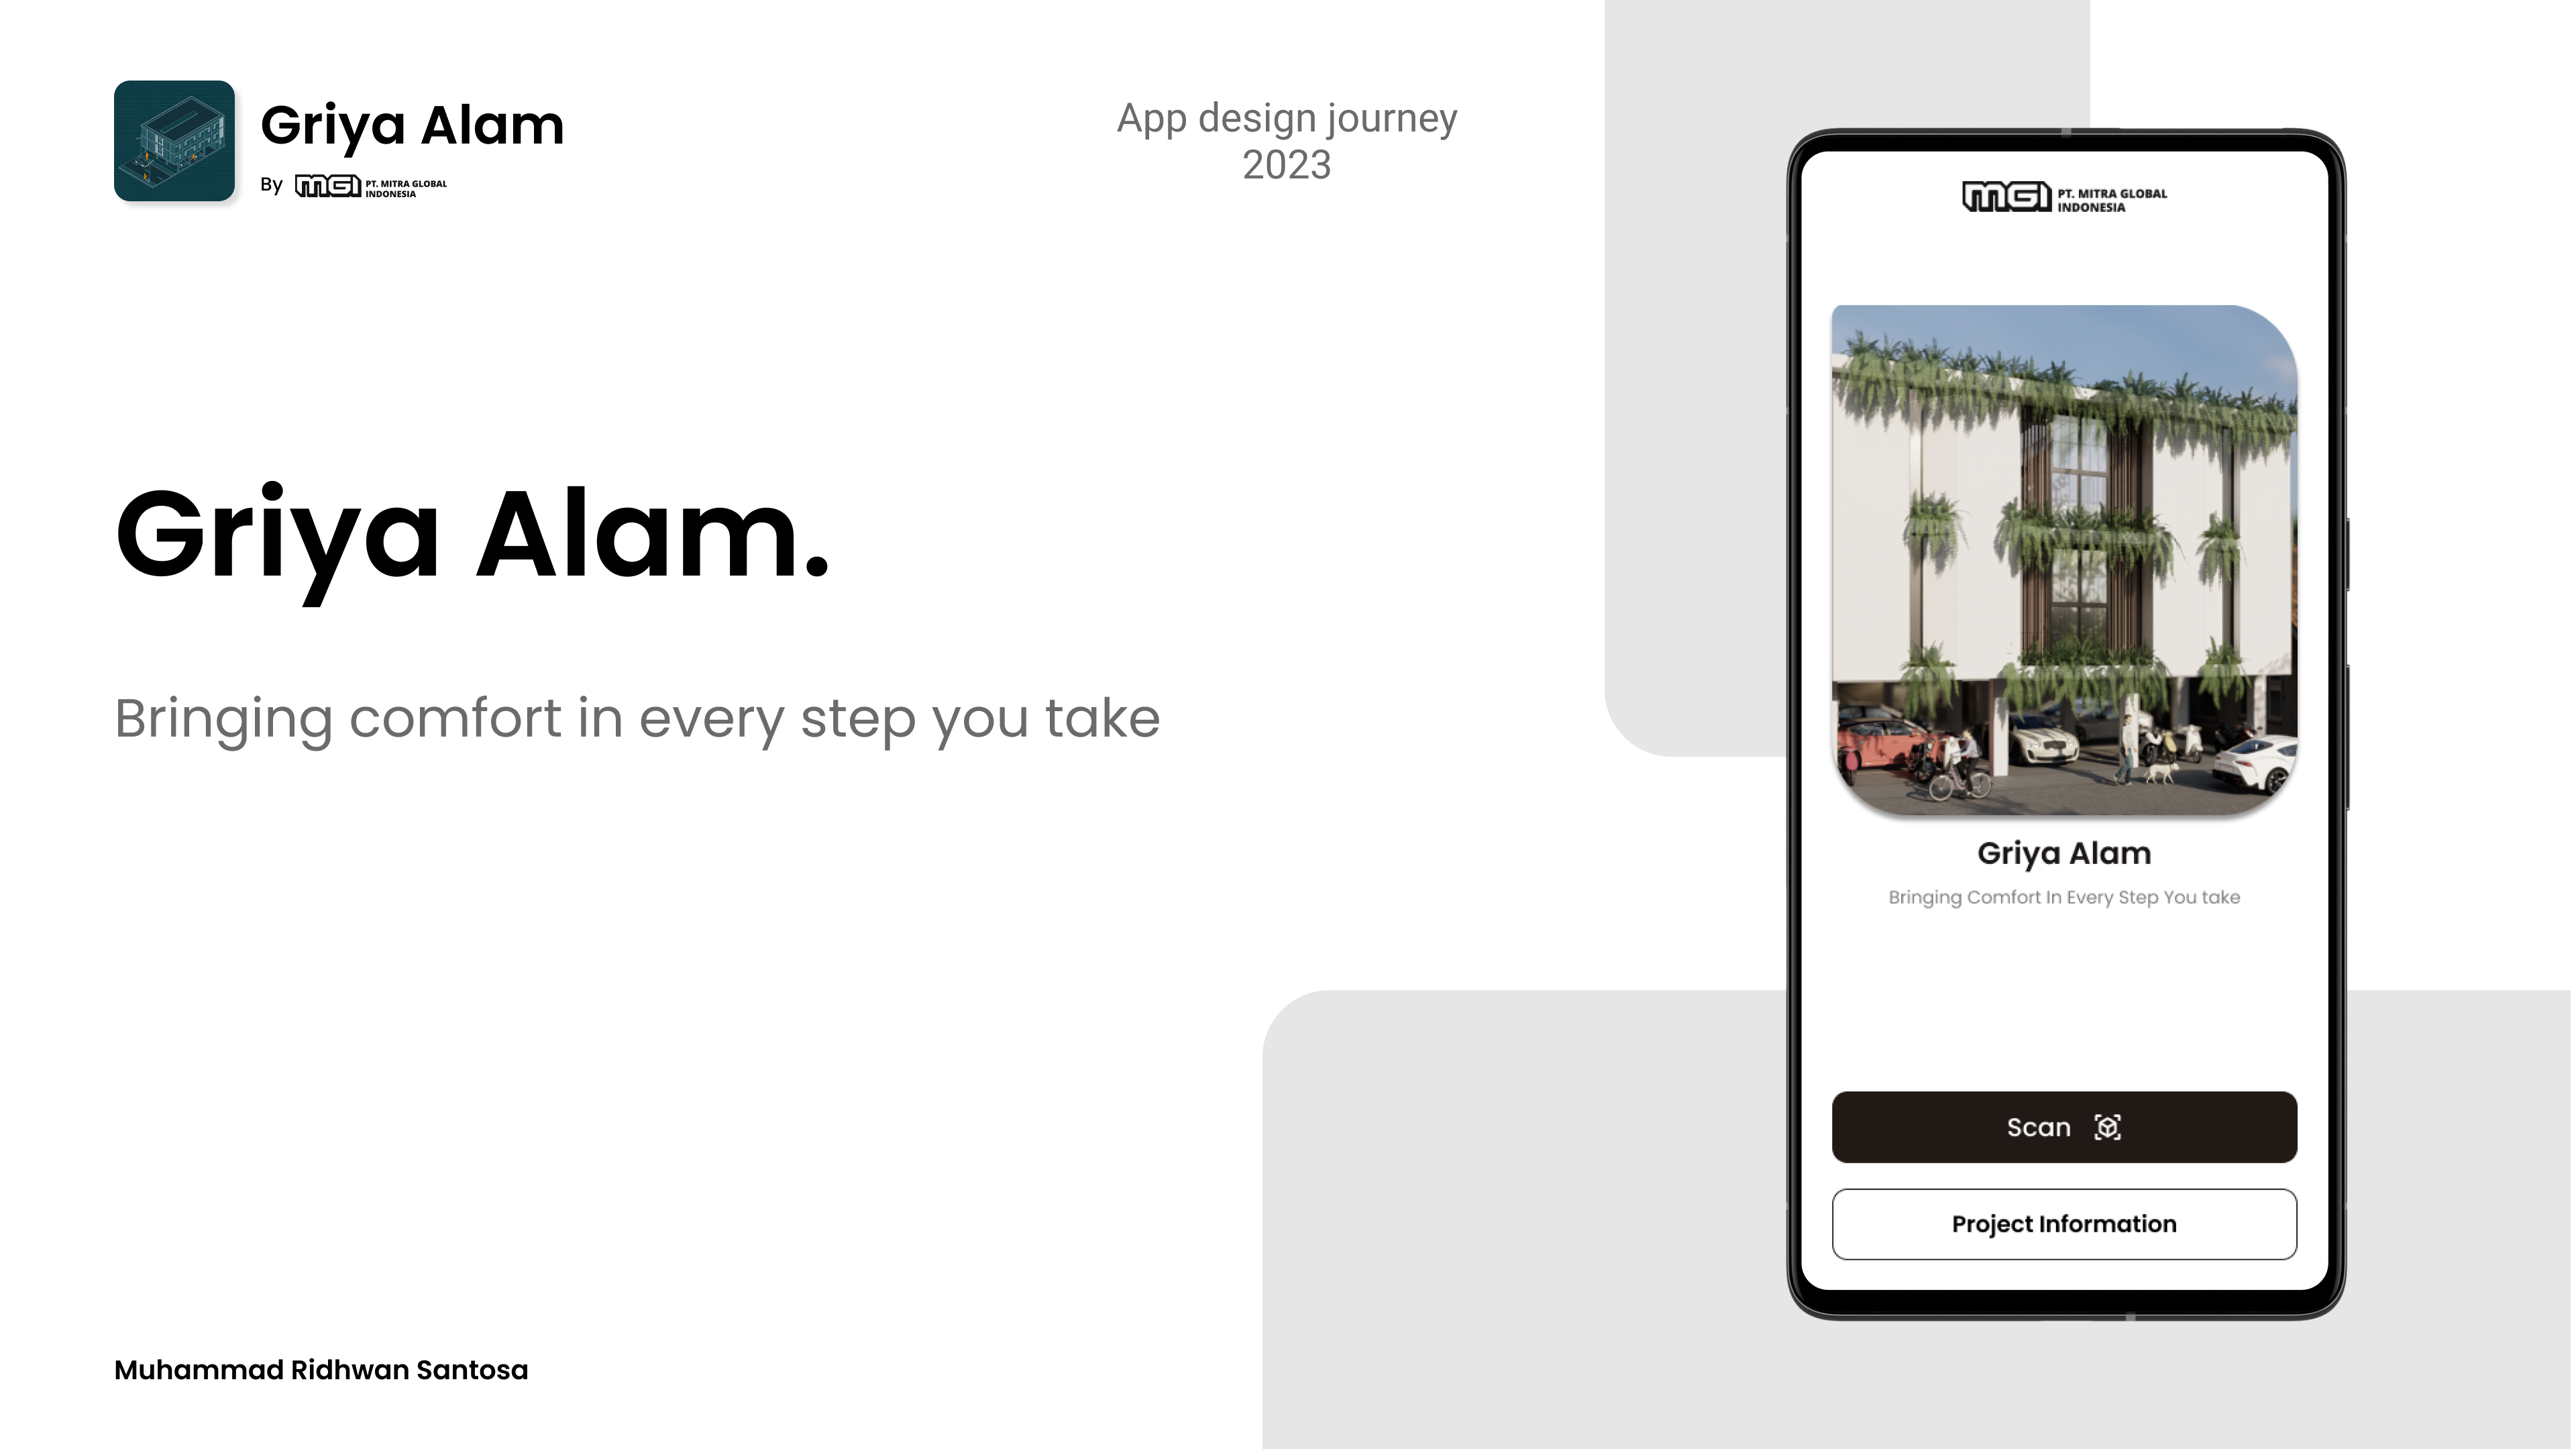 Griya Alam
By MGI PT. MITRA GLOBAL
INDONESIA
App design journey
2023
Griya Alam.
Bringing comfort in every step you take
Muhammad Ridhwan Santosa
MGI PT. MITRA GLOBAL
INDONESIA
Griya Alam
Bringing Comfort In Every Step You take
Scan
Project Information